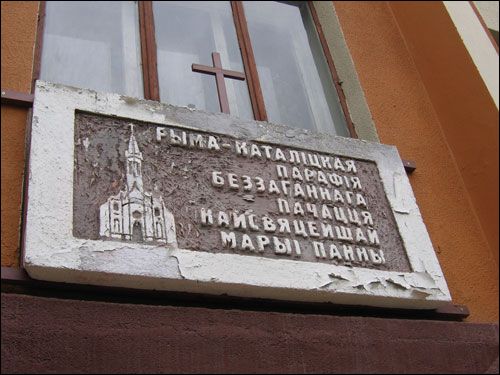 РЫМА-КАТАЛІЦКАЯ
ПАРАФІЯ
БЕЗЗАГАННАГА
ПАЧАЦЦЯ
НАЙСВЯЦЕЙШАЙ
МАРЫІ ПАННЫ